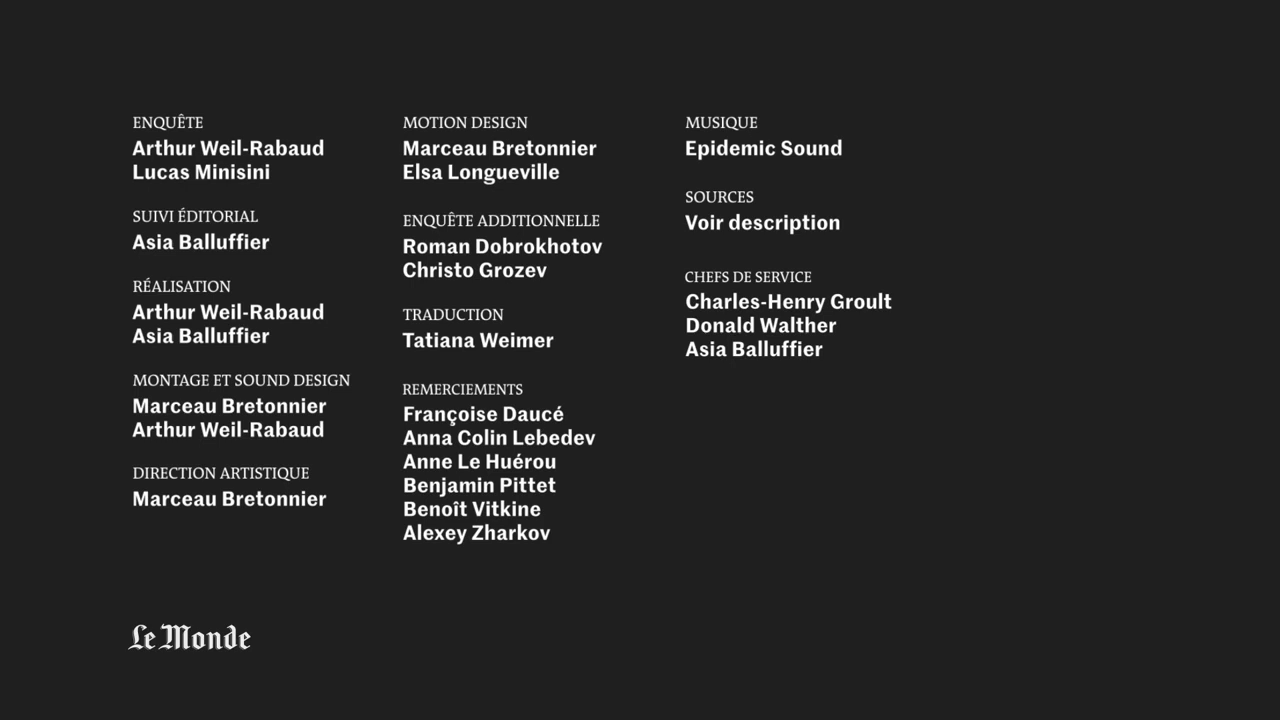 ENQUÊTE
Arthur Weil-Rabaud
Lucas Minisini
SUIVI ÉDITORIAL
Asia Balluffier
RÉALISATION
Arthur Weil-Rabaud
Asia Balluffier
MONTAGE ET SOUND DESIGN
Marceau Bretonnier
Arthur Weil-Rabaud
DIRECTION ARTISTIQUE
Marceau Bretonnier
MOTION DESIGN
Marceau Bretonnier
Elsa Longueville
ENQUÊTE ADDITIONNELLE
Roman Dobrokhotov
Christo Grozev
TRADUCTION
Tatiana Weimer
REMERCIEMENTS
Françoise Daucé
Anna Colin Lebedev
Anne Le Huérou
Benjamin Pittet
Benoît Vitkine
Alexey Zharkov
MUSIQUE
Epidemic Sound
SOURCES
Voir description
CHEFS DE SERVICE
Charles-Henry Groult
Donald Walther
Asia Balluffier
Le Monde